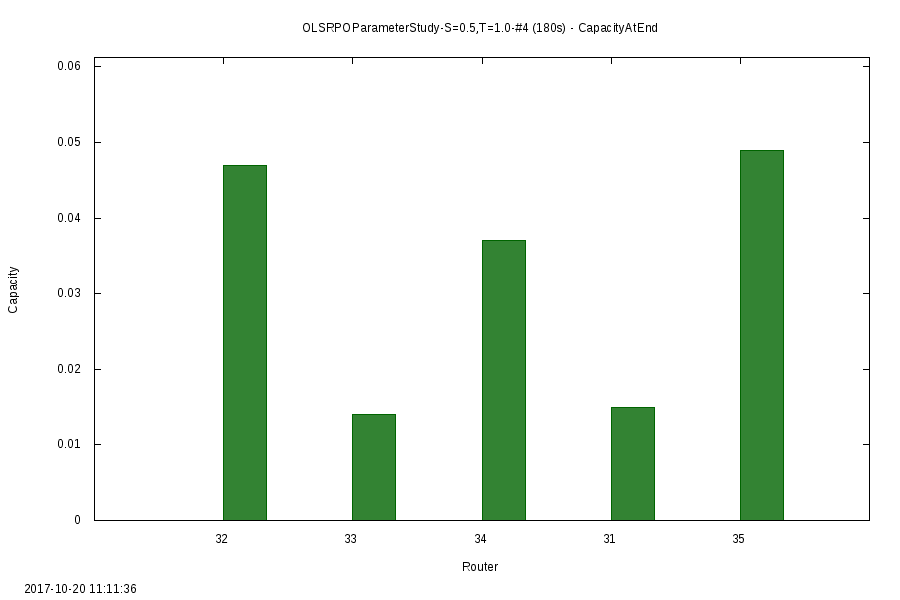 OLSRPOParameterStudy-S=0.5,T=1.0-#4 (180s) - CapacityAtEnd
0.06
0.05
0.04
0.03
0.02
0.01
0
Capacity
32 33 34 31 35
Router
2017-10-20 11:11:36